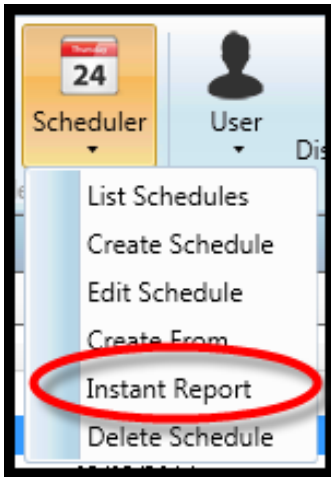 Thursday
24
Scheduler
User
Dis
List Schedules
Create Schedule
Edit Schedule
Create From
Instant Report
Delete Schedule